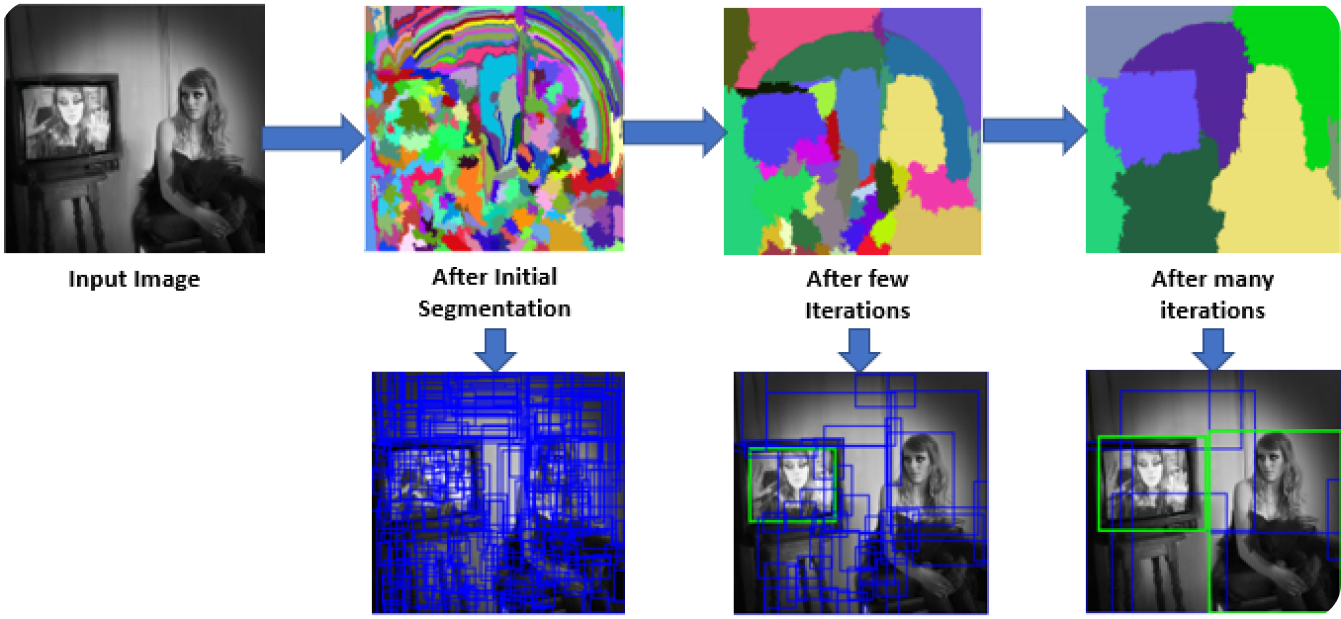 Input Image
After Initial
Segmentation
After few
Iterations
After many
iterations